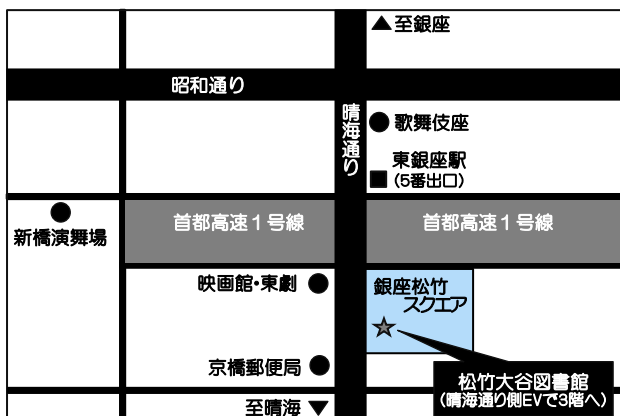 ▲至銀座
昭和通り
晴海通り
●歌舞伎座
東銀座駅
■(5番出口)
首都高速1号線
首都高速1号線
●
新橋演舞場
映画館・東劇●
銀座松竹
スクエア
☆
京橋郵便局●
松竹大谷図書館
(晴海通り側EVで3階へ)
至晴海▼